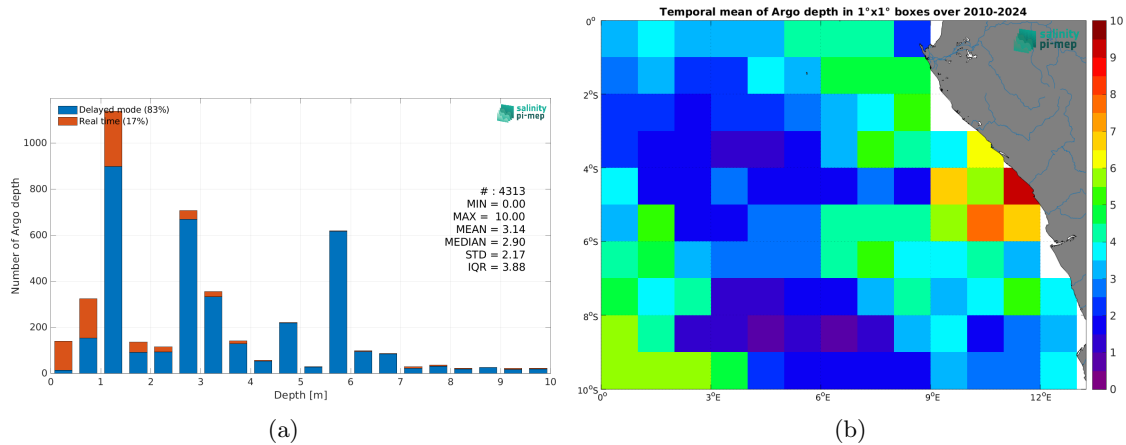 Delayed mode (83%)
Real time (17%)
salinity
pi-mep
1000
800
600
400
200
0
Number of Argo depth
# : 4313
MIN = 0.00
MAX = 10.00
MEAN = 3.14
MEDIAN = 2.90
STD = 2.17
IQR = 3.88
0 1 2 3 4 5 6 7 8 9 10
Depth [m]
(a)
Temporal mean of Argo depth in 1°x1° boxes over 2010-2024
salinity
pi-mep
0°
2°S
4°S
6°S
8°S
10°S
0° 3°E 6°E 9°E 12°E
10
9
8
7
6
5
4
3
2
1
0
(b)